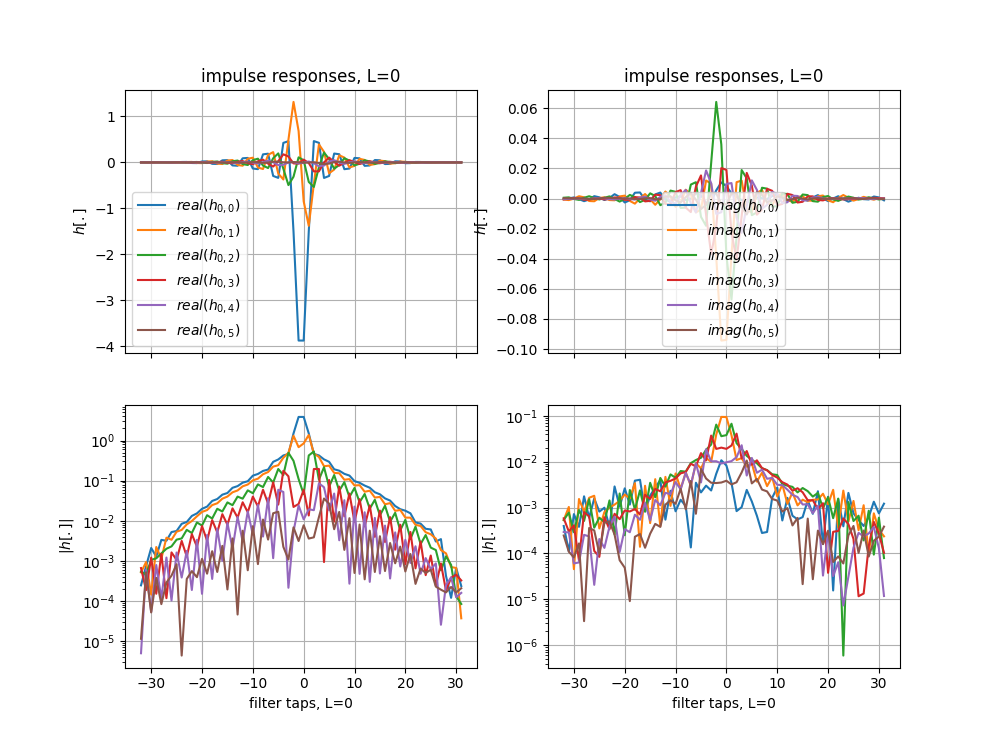 impulse responses, L=0
1
0
−1
−2
−3
−4
h[.]
real(h0,0)
real(h0,1)
real(h0,2)
real(h0,3)
real(h0,4)
real(h0,5)
impulse responses, L=0
0.06
0.04
0.02
0.00
−0.02
−0.04
−0.06
−0.08
−0.10
h[.]
imag(h0,0)
imag(h0,1)
imag(h0,2)
imag(h0,3)
imag(h0,4)
imag(h0,5)
10^0
10^−1
10^−2
10^−3
10^−4
10^−5
|h[.]|
−30 −20 −10 0 10 20 30
filter taps, L=0
10^−1
10^−2
10^−3
10^−4
10^−5
10^−6
|h[.]|
−30 −20 −10 0 10 20 30
filter taps, L=0